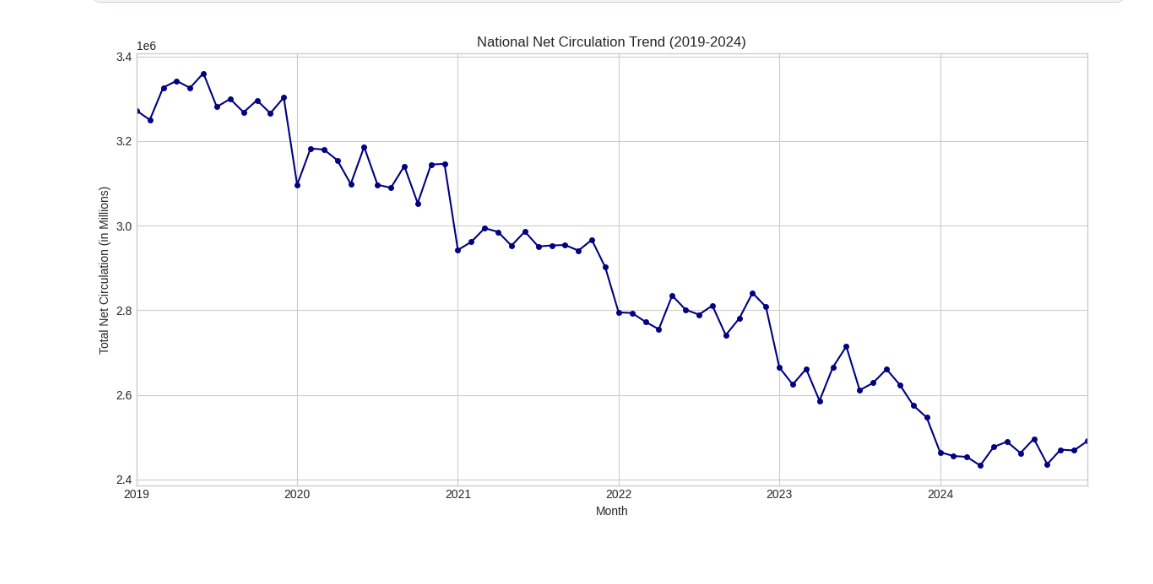 National Net Circulation Trend (2019-2024)
1e6
3.4
3.2
3.0
2.8
2.6
2.4
Total Net Circulation (in Millions)
2019 2020 2021 2022 2023 2024
Month